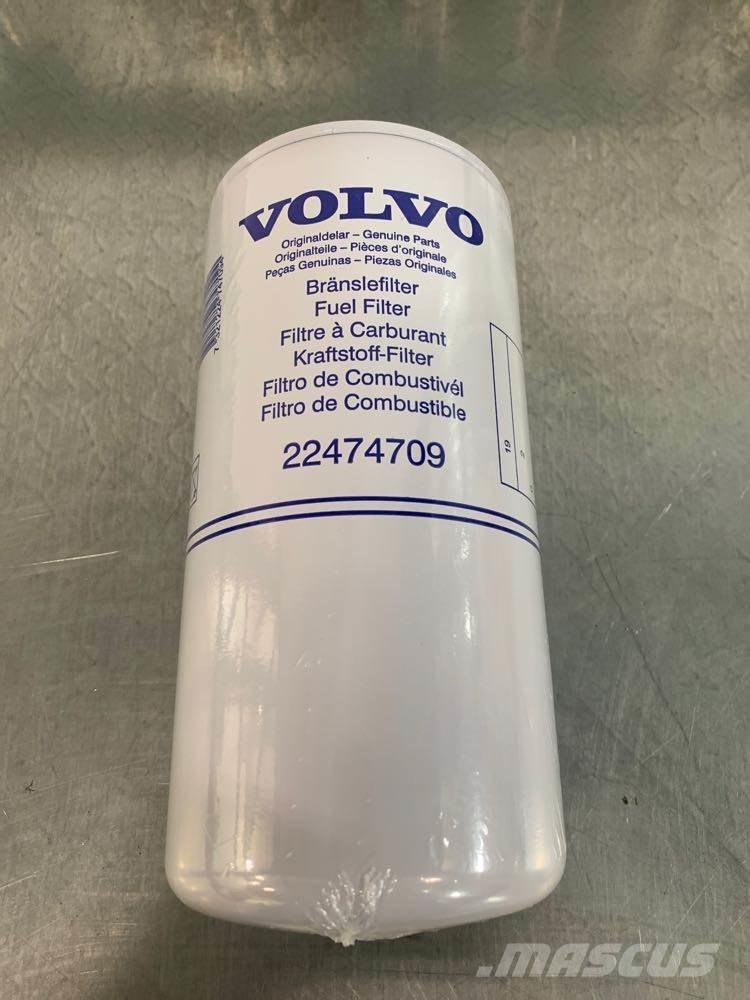 VOLVO
Originaldelar – Genuine Parts
Originalteile – Pièces d'originale
Peças Genuinas – Piezas Originales
Bränslefilter
Fuel Filter
Filtre à Carburant
Kraftstoff-Filter
Filtro de Combustivél
Filtro de Combustible
22474709
19
2
MASCUS